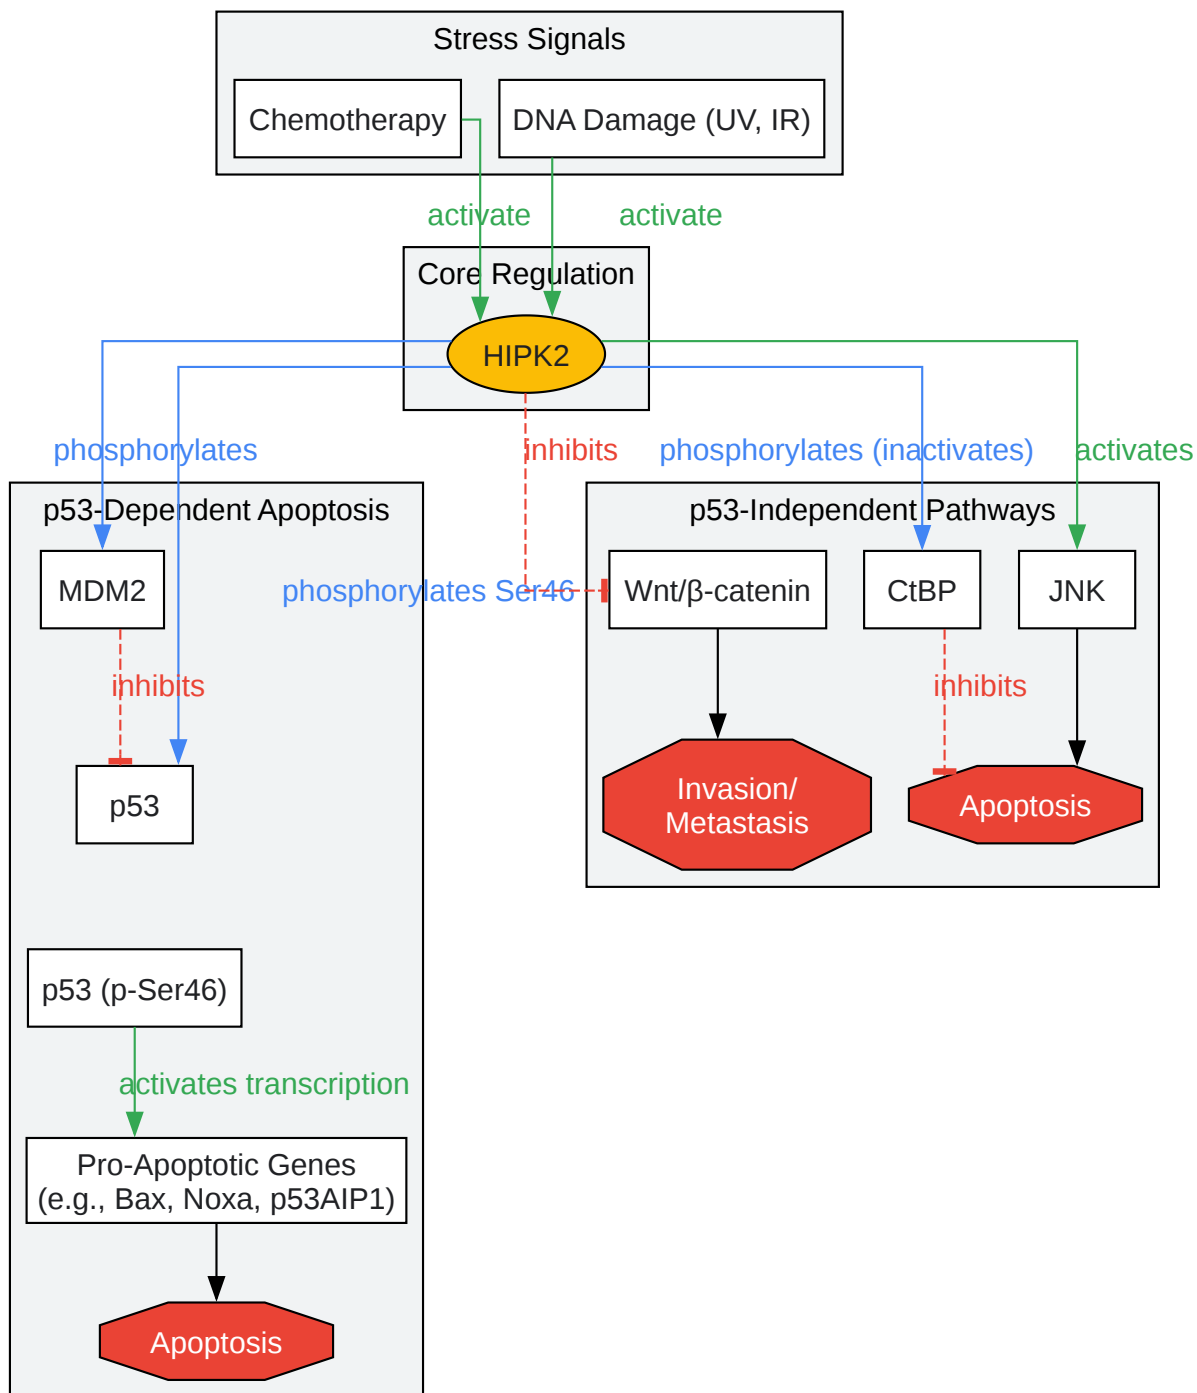 Stress Signals
Chemotherapy
DNA Damage (UV, IR)
activate
activate
Core Regulation
HIPK2
phosphorylates
inhibits
phosphorylates (inactivates)
activates
p53-Dependent Apoptosis
p53-Independent Pathways
MDM2
phosphorylates Ser46
Wnt/β-catenin
CtBP
JNK
inhibits
inhibits
p53
Invasion/
Metastasis
Apoptosis
p53 (p-Ser46)
activates transcription
Pro-Apoptotic Genes
(e.g., Bax, Noxa, p53AIP1)
Apoptosis